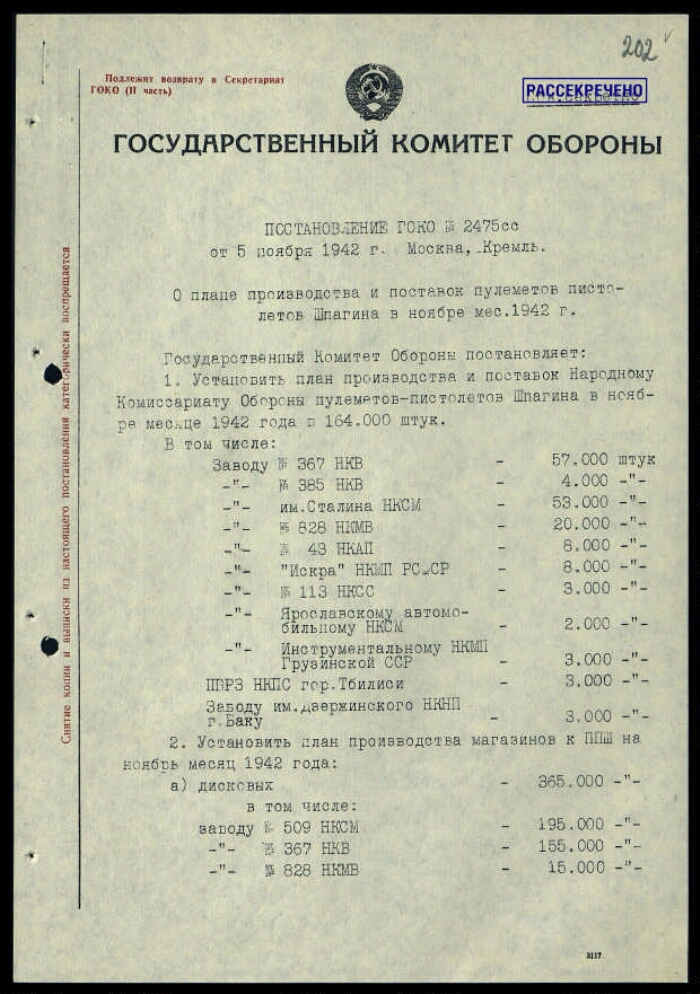 202
Подлежит возврату в Секретариат
ГОКО (II часть)
РАССЕКРЕЧЕНО
ГОСУДАРСТВЕННЫЙ КОМИТЕТ ОБОРОНЫ
ПОСТАНОВЛЕНИЕ ГОКО № 2475сс
от 5 ноября 1942 г. Москва, Кремль.
О плане производства и поставок пулеметов писто-
летов Шпагина в ноябре мес.1942 г.
Государственный Комитет Обороны постановляет:
1. Установить план производства и поставок Народному
Комиссариату Обороны пулеметов-пистолетов Шпагина в нояб-
ре месяце 1942 года в 164.000 штук.
В том числе:
Заводу № 367 НКВ - 57.000 штук
-"- № 385 НКВ - 4.000 -"-
-"- им.Сталина НКСМ - 53.000 -"-
-"- № 828 НКМВ - 20.000 -"-
-"- № 43 НКАП - 8.000 -"-
-"- "Искра" НКМП РСФСР - 8.000 -"-
-"- № 113 НКСС - 3.000 -"-
-"- Ярославскому автомо-
бильному НКСМ - 2.000 -"-
-"- Инструментальному НКМП
Грузинской ССР - 3.000 -"-
ПВРЗ НКПС гор.Тбилиси - 3.000 -"-
Заводу им.дзержинского НКНП
г.Баку - 3.000 -"-
2. Установить план производства магазинов к ППШ на
ноябрь месяц 1942 года:
а) дисковых - 365.000 -"-
в том числе:
заводу № 509 НКСМ - 195.000 -"-
-"- № 367 НКВ - 155.000 -"-
-"- № 828 НКМВ - 15.000 -"-
3117
Снятие копии и выписки из настоящего постановления категорически воспрещается